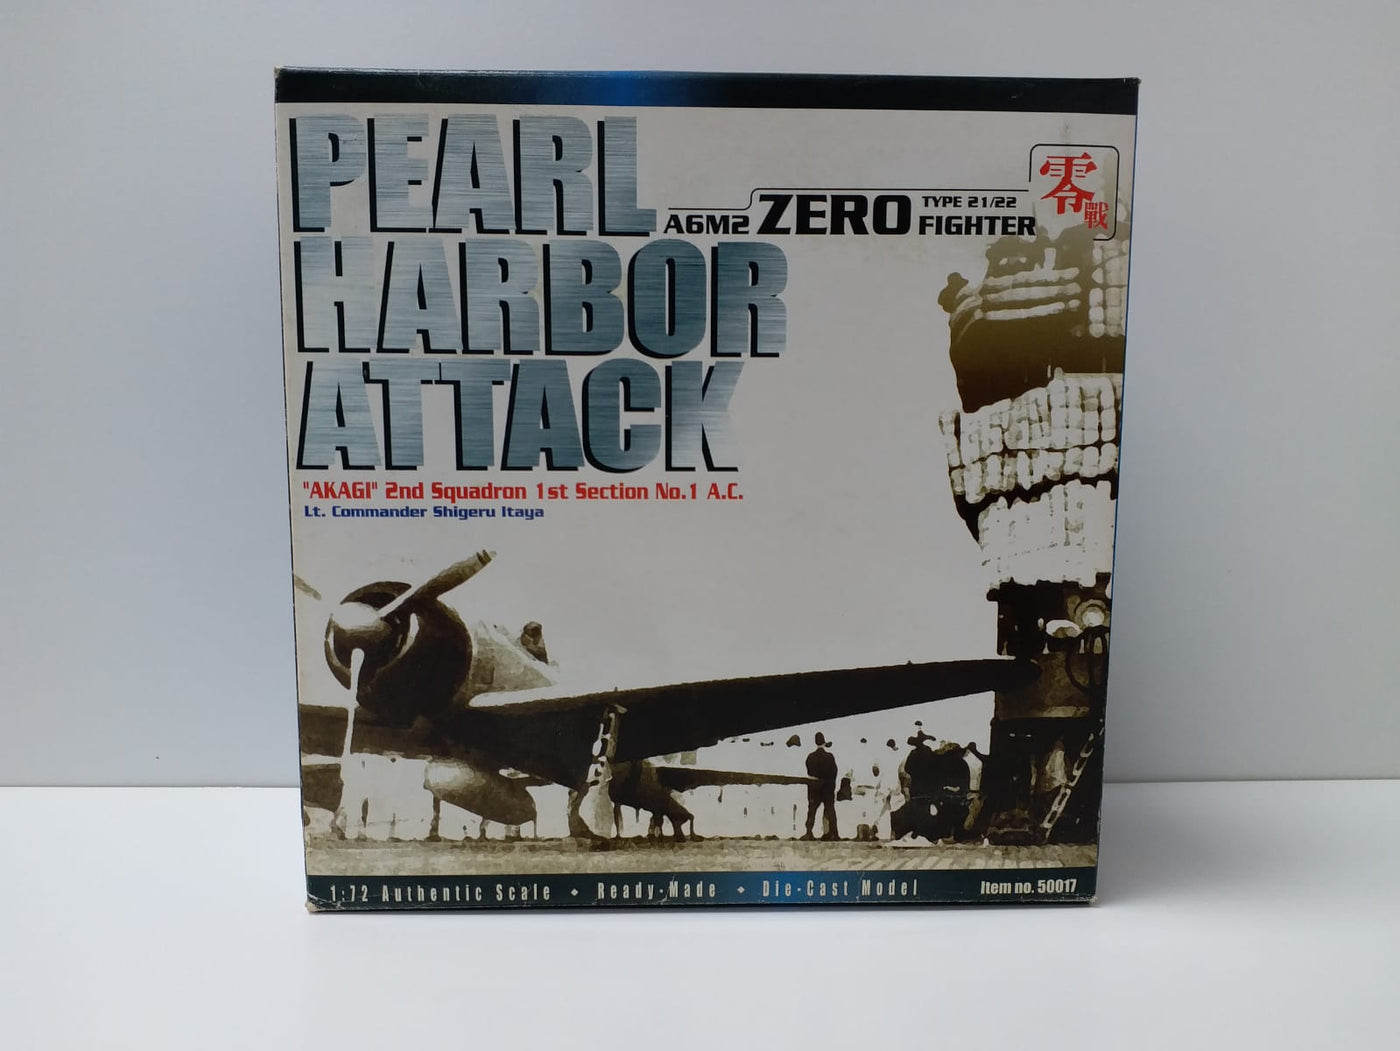 PEARL
HARBOR
ATTACK
A6M2 ZERO TYPE 21/22 FIGHTER
零戰
"AKAGI" 2nd Squadron 1st Section No.1 A.C.
Lt. Commander Shigeru Itaya
1:72 Authentic Scale • Ready-Made • Die-Cast Model
Item no. 50017